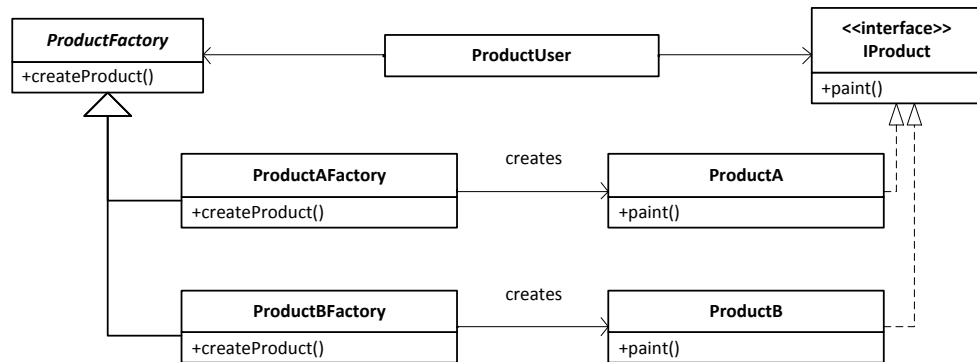 ProductFactory
+createProduct()
ProductUser
<<interface>>
IProduct
+paint()
ProductAFactory
+createProduct()
creates
ProductA
+paint()
ProductBFactory
+createProduct()
creates
ProductB
+paint()